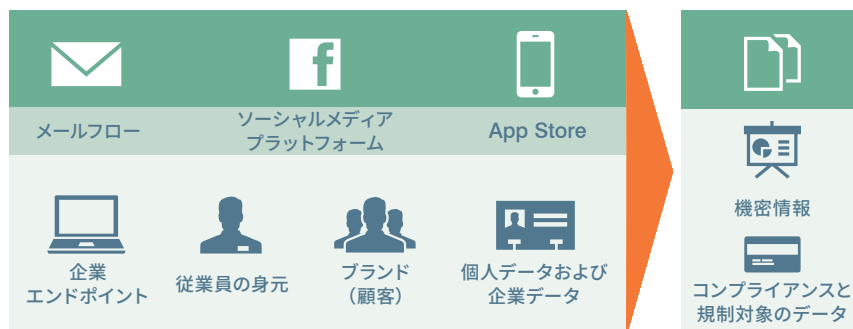 メールフロー
ソーシャルメディア
プラットフォーム
App Store
企業
エンドポイント
従業員の身元
ブランド
（顧客）
個人データおよび
企業データ
機密情報
コンプライアンスと
規制対象のデータ